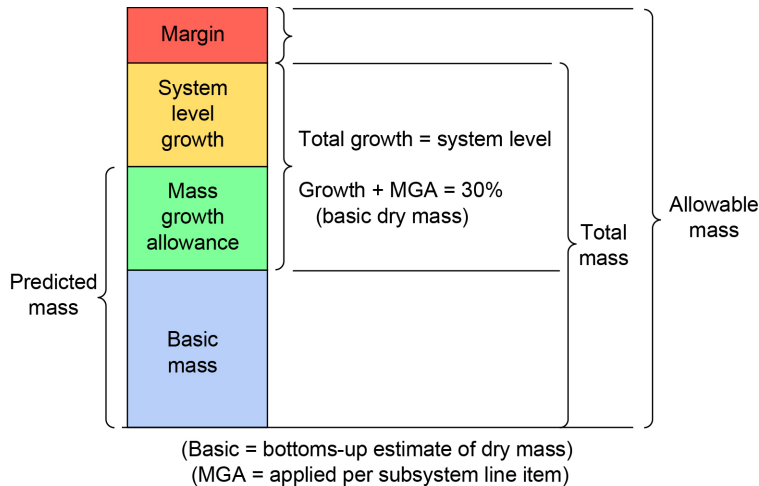 Margin
System
level
growth
Mass
growth
allowance
Basic
mass
Predicted
mass
Total growth = system level
Growth + MGA = 30%
(basic dry mass)
Total
mass
Allowable
mass
(Basic = bottoms-up estimate of dry mass)
(MGA = applied per subsystem line item)